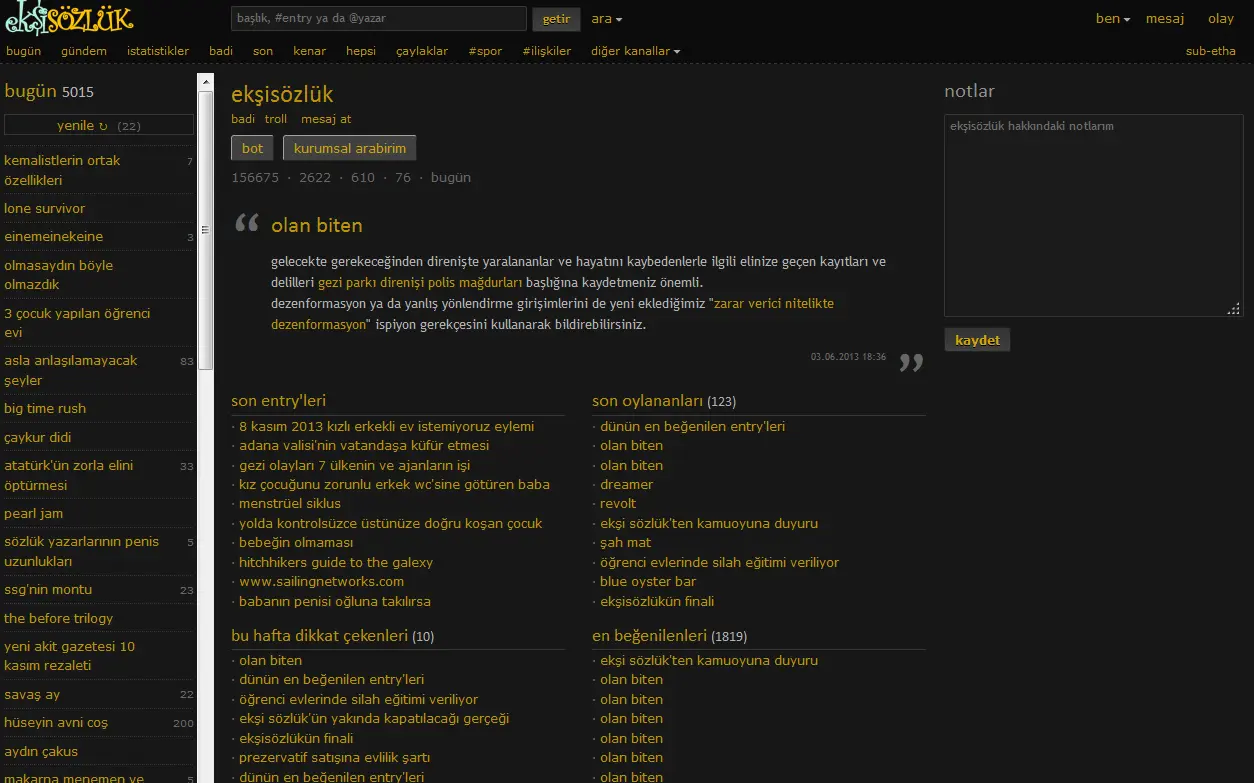 ekşisözlük
başlık, #entry ya da @yazar
getir
ara
ben
mesaj
olay
bugün gündem istatistikler badi son kenar hepsi çaylaklar #spor #ilişkiler diğer kanallar
sub-etha
bugün 5015
yenile ↻ (22)
kemalistlerin ortak 7
özellikleri
lone survivor
einemeinekeine 3
olmasaydın böyle
olmazdık
3 çocuk yapılan öğrenci
evi
asla anlaşılamayacak 83
şeyler
big time rush
çaykur didi
atatürk'ün zorla elini 33
öptürmesi
pearl jam
sözlük yazarlarının penis 5
uzunlukları
ssg'nin montu 23
the before trilogy
yeni akit gazetesi 10
kasım rezaleti
savaş ay 22
hüseyin avni coş 200
aydın çakus
makarna menemen ve 5
ekşisözlük
badi troll mesaj at
bot
kurumsal arabirim
156675 · 2622 · 610 · 76 · bugün
“ olan biten
gelecekte gerekeceğinden direnişte yaralananlar ve hayatını kaybedenlerle ilgili elinize geçen kayıtları ve
delilleri gezi parkı direnişi polis mağdurları başlığına kaydetmeniz önemli.
dezenformasyon ya da yanlış yönlendirme girişimlerini de yeni eklediğimiz "zarar verici nitelikte
dezenformasyon" ispiyon gerekçesini kullanarak bildirebilirsiniz.
03.06.2013 18:36 ”
son entry'leri
· 8 kasım 2013 kızlı erkekli ev istemiyoruz eylemi
· adana valisi'nin vatandaşa küfür etmesi
· gezi olayları 7 ülkenin ve ajanların işi
· kız çocuğunu zorunlu erkek wc'sine götüren baba
· menstrüel siklus
· yolda kontrolsüzce üstünüze doğru koşan çocuk
· bebeğin olmaması
· hitchhikers guide to the galexy
· www.sailingnetworks.com
· babanın penisi oğluna takılırsa
son oylananları (123)
· dünün en beğenilen entry'leri
· olan biten
· olan biten
· dreamer
· revolt
· ekşi sözlük'ten kamuoyuna duyuru
· şah mat
· öğrenci evlerinde silah eğitimi veriliyor
· blue oyster bar
· ekşisözlükün finali
bu hafta dikkat çekenleri (10)
· olan biten
· dünün en beğenilen entry'leri
· öğrenci evlerinde silah eğitimi veriliyor
· ekşi sözlük'ün yakında kapatılacağı gerçeği
· ekşisözlükün finali
· prezervatif satışına evlilik şartı
· dünün en beğenilen entry'leri
en beğenilenleri (1819)
· ekşi sözlük'ten kamuoyuna duyuru
· olan biten
· olan biten
· olan biten
· olan biten
· olan biten
· olan biten
notlar
ekşisözlük hakkındaki notlarım
kaydet